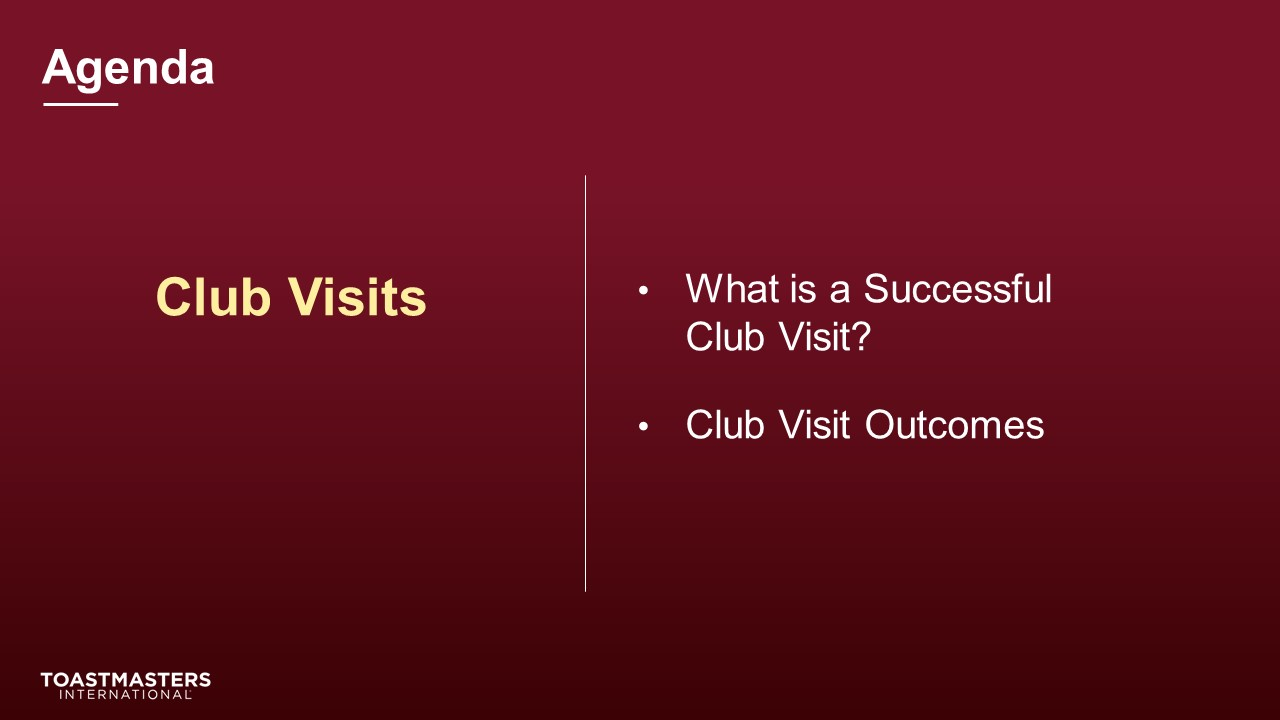 Agenda
Club Visits
• What is a Successful
Club Visit?
• Club Visit Outcomes
TOASTMASTERS
INTERNATIONAL